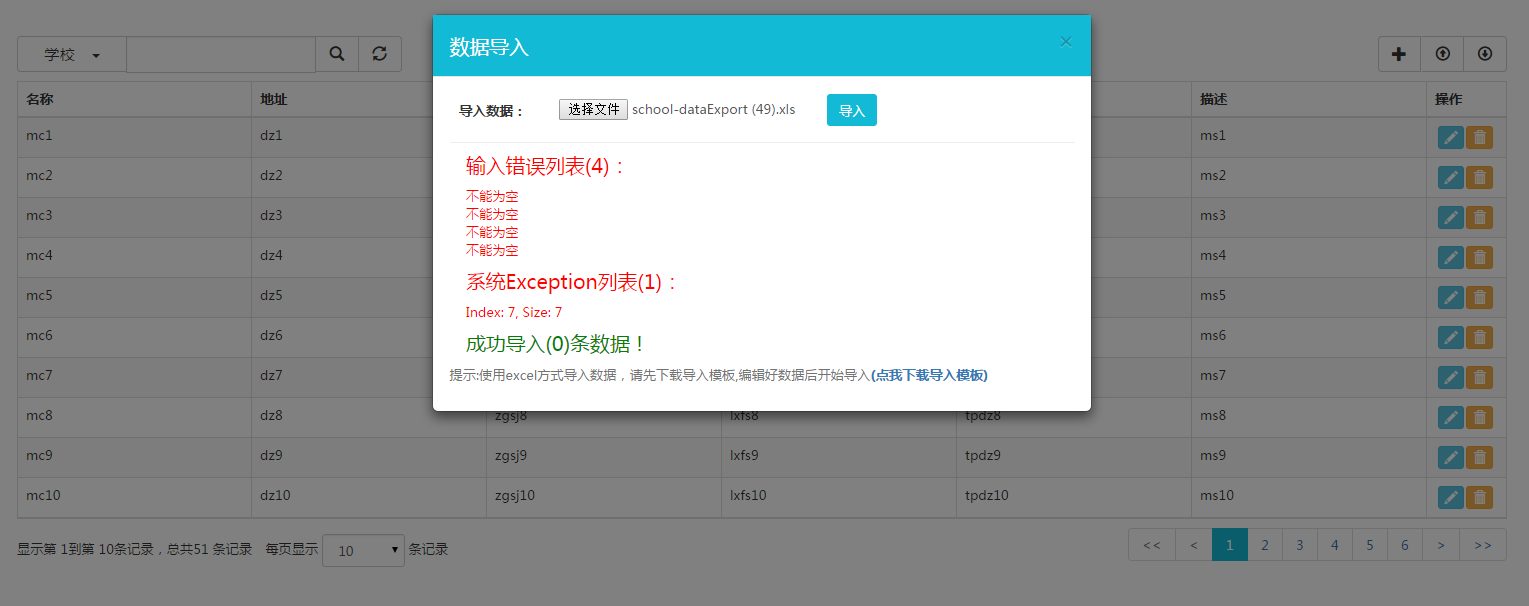 数据导入
×
学校
导入数据：
选择文件 school-dataExport (49).xls
导入
输入错误列表(4)：
不能为空
不能为空
不能为空
不能为空
系统Exception列表(1)：
Index: 7, Size: 7
成功导入(0)条数据！
提示:使用excel方式导入数据，请先下载导入模板,编辑好数据后开始导入(点我下载导入模板)
名称 地址 描述 操作
mc1 dz1 ms1
mc2 dz2 ms2
mc3 dz3 ms3
mc4 dz4 ms4
mc5 dz5 ms5
mc6 dz6 ms6
mc7 dz7 ms7
mc8 dz8 zgsj8 lxfs8 tpdz8 ms8
mc9 dz9 zgsj9 lxfs9 tpdz9 ms9
mc10 dz10 zgsj10 lxfs10 tpdz10 ms10
显示第 1到第 10条记录，总共51 条记录 每页显示 10 条记录
<< < 1 2 3 4 5 6 > >>